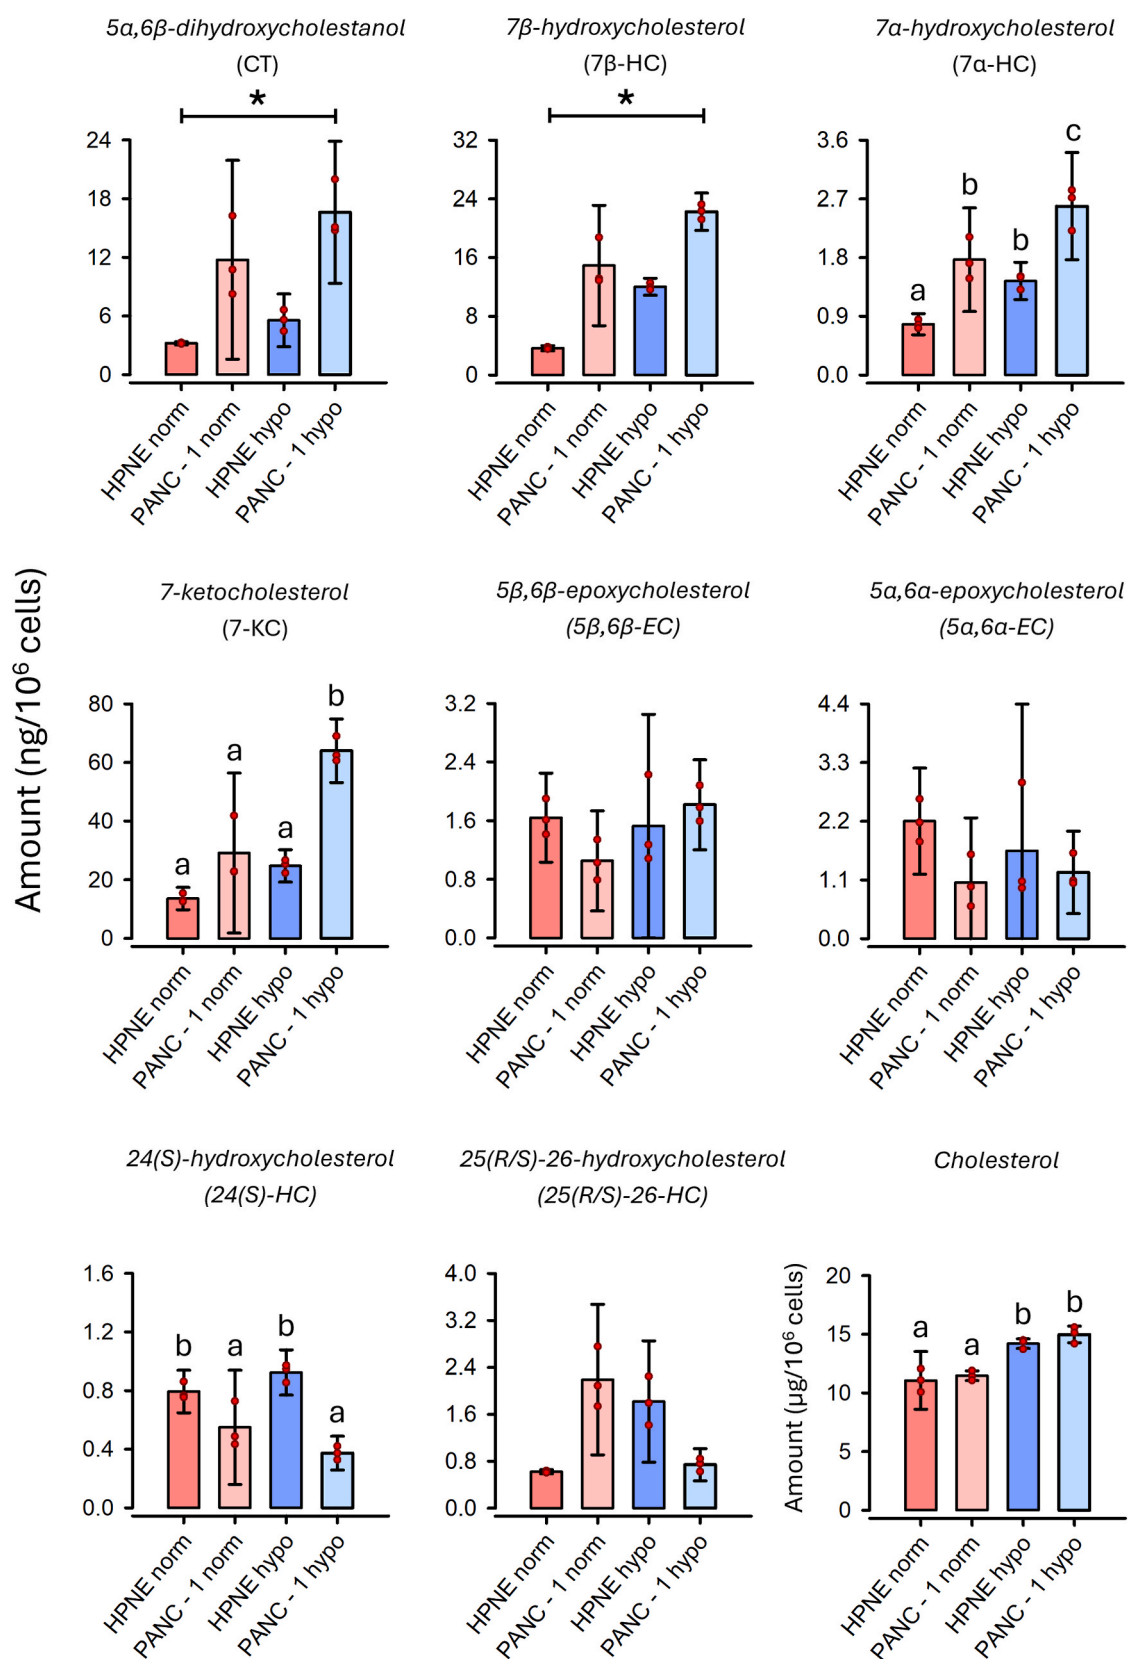 5α,6β-dihydroxycholestanol
(CT)
*
24
18
12
6
0
HPNE norm
PANC - 1 norm
HPNE hypo
PANC - 1 hypo
7β-hydroxycholesterol
(7β-HC)
*
32
24
16
8
0
HPNE norm
PANC - 1 norm
HPNE hypo
PANC - 1 hypo
7α-hydroxycholesterol
(7α-HC)
3.6
2.7
1.8
0.9
0.0
a
b
b
c
HPNE norm
PANC - 1 norm
HPNE hypo
PANC - 1 hypo
Amount (ng/10⁶ cells)
7-ketocholesterol
(7-KC)
80
60
40
20
0
a
a
a
b
HPNE norm
PANC - 1 norm
HPNE hypo
PANC - 1 hypo
5β,6β-epoxycholesterol
(5β,6β-EC)
3.2
2.4
1.6
0.8
0.0
HPNE norm
PANC - 1 norm
HPNE hypo
PANC - 1 hypo
5α,6α-epoxycholesterol
(5α,6α-EC)
4.4
3.3
2.2
1.1
0.0
HPNE norm
PANC - 1 norm
HPNE hypo
PANC - 1 hypo
24(S)-hydroxycholesterol
(24(S)-HC)
1.6
1.2
0.8
0.4
0.0
b
a
b
a
HPNE norm
PANC - 1 norm
HPNE hypo
PANC - 1 hypo
25(R/S)-26-hydroxycholesterol
(25(R/S)-26-HC)
4.0
3.2
2.4
1.6
0.8
0.0
HPNE norm
PANC - 1 norm
HPNE hypo
PANC - 1 hypo
Cholesterol
Amount (µg/10⁶ cells)
20
15
10
5
0
a
a
b
b
HPNE norm
PANC - 1 norm
HPNE hypo
PANC - 1 hypo